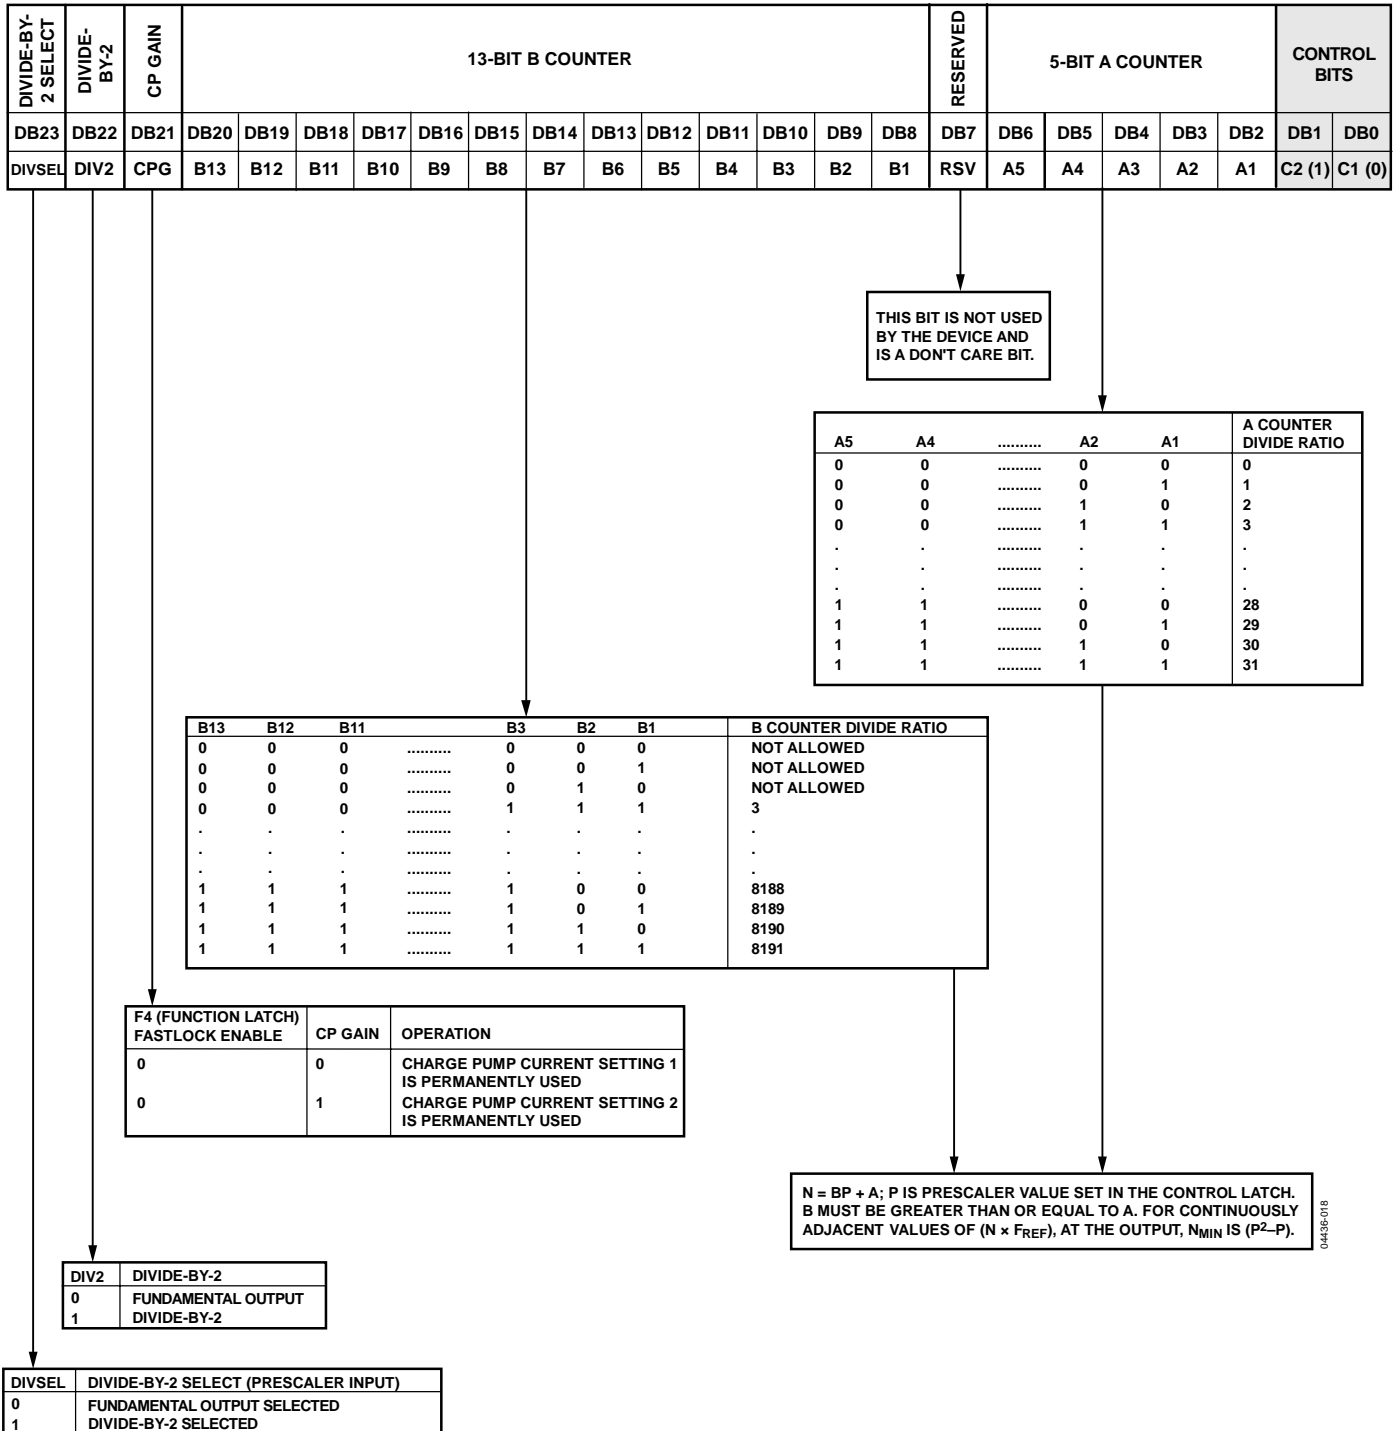 DIVIDE-BY-
2 SELECT
DIVIDE-
BY-2
CP GAIN
13-BIT B COUNTER
RESERVED
5-BIT A COUNTER
CONTROL
BITS
DB23 DB22 DB21 DB20 DB19 DB18 DB17 DB16 DB15 DB14 DB13 DB12 DB11 DB10 DB9 DB8 DB7 DB6 DB5 DB4 DB3 DB2 DB1 DB0
DIVSEL DIV2 CPG B13 B12 B11 B10 B9 B8 B7 B6 B5 B4 B3 B2 B1 RSV A5 A4 A3 A2 A1 C2 (1) C1 (0)
THIS BIT IS NOT USED
BY THE DEVICE AND
IS A DON'T CARE BIT.
A COUNTER
A5 A4 .......... A2 A1 DIVIDE RATIO
0 0 .......... 0 0 0
0 0 .......... 0 1 1
0 0 .......... 1 0 2
0 0 .......... 1 1 3
. . .......... . . .
. . .......... . . .
. . .......... . . .
1 1 .......... 0 0 28
1 1 .......... 0 1 29
1 1 .......... 1 0 30
1 1 .......... 1 1 31
B13 B12 B11 B3 B2 B1 B COUNTER DIVIDE RATIO
0 0 0 .......... 0 0 0 NOT ALLOWED
0 0 0 .......... 0 0 1 NOT ALLOWED
0 0 0 .......... 0 1 0 NOT ALLOWED
0 0 0 .......... 1 1 1 3
. . . .......... . . . .
. . . .......... . . . .
. . . .......... . . . .
1 1 1 .......... 1 0 0 8188
1 1 1 .......... 1 0 1 8189
1 1 1 .......... 1 1 0 8190
1 1 1 .......... 1 1 1 8191
F4 (FUNCTION LATCH)
FASTLOCK ENABLE CP GAIN OPERATION
0 0 CHARGE PUMP CURRENT SETTING 1
IS PERMANENTLY USED
0 1 CHARGE PUMP CURRENT SETTING 2
IS PERMANENTLY USED
N = BP + A; P IS PRESCALER VALUE SET IN THE CONTROL LATCH.
B MUST BE GREATER THAN OR EQUAL TO A. FOR CONTINUOUSLY
ADJACENT VALUES OF (N × FREF), AT THE OUTPUT, NMIN IS (P²–P).
04436-018
DIV2 DIVIDE-BY-2
0 FUNDAMENTAL OUTPUT
1 DIVIDE-BY-2
DIVSEL DIVIDE-BY-2 SELECT (PRESCALER INPUT)
0 FUNDAMENTAL OUTPUT SELECTED
1 DIVIDE-BY-2 SELECTED